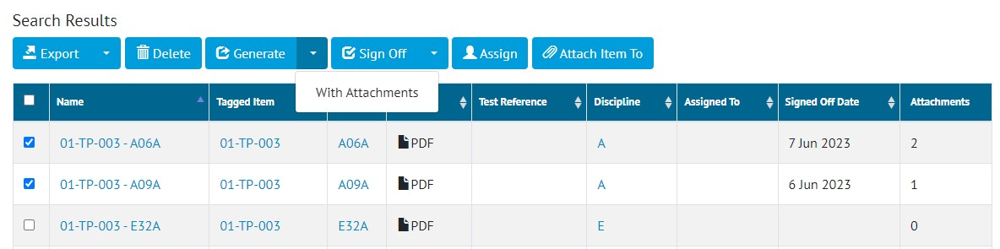 Search Results
Export Delete Generate Sign Off Assign Attach Item To
With Attachments
Name Tagged Item Test Reference Discipline Assigned To Signed Off Date Attachments
01-TP-003 - A06A 01-TP-003 A06A PDF A 7 Jun 2023 2
01-TP-003 - A09A 01-TP-003 A09A PDF A 6 Jun 2023 1
01-TP-003 - E32A 01-TP-003 E32A PDF E 0